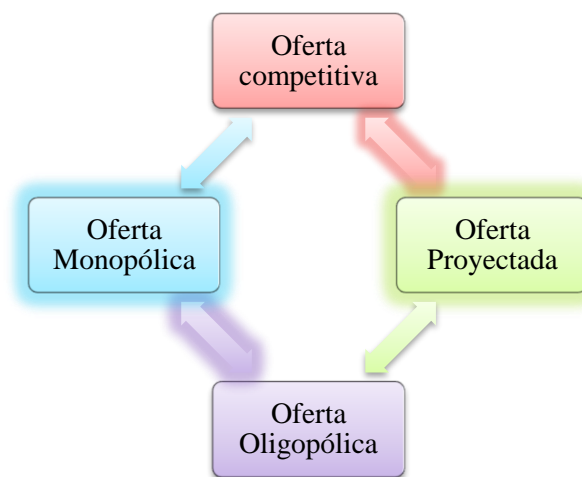 Oferta
competitiva
Oferta
Monopólica
Oferta
Proyectada
Oferta
Oligopólica